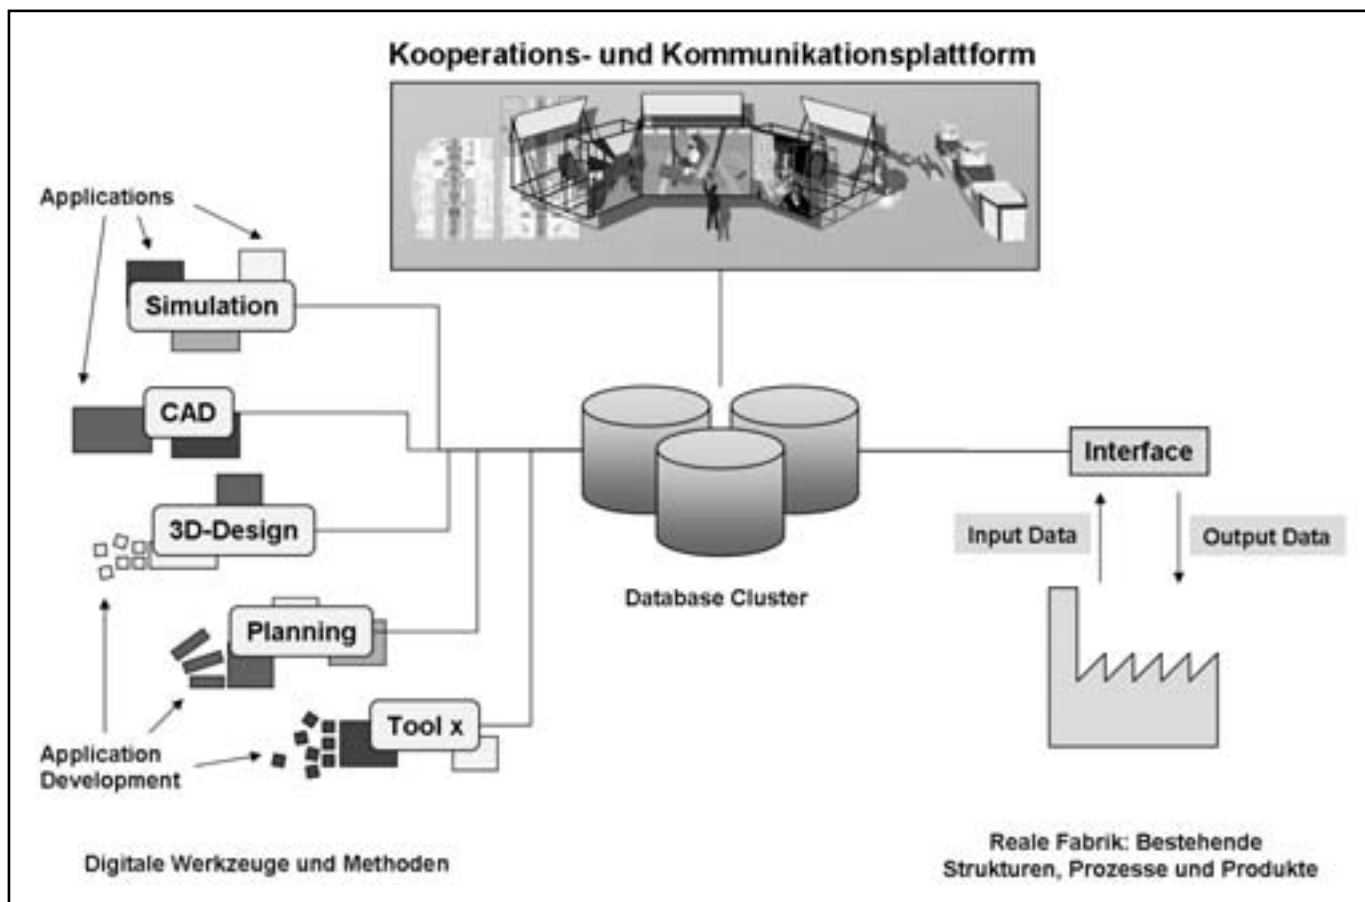 Kooperations- und Kommunikationsplattform
Applications
Simulation
CAD
3D-Design
Planning
Tool x
Application
Development
Digitale Werkzeuge und Methoden
Database Cluster
Interface
Input Data
Output Data
Reale Fabrik: Bestehende
Strukturen, Prozesse und Produkte